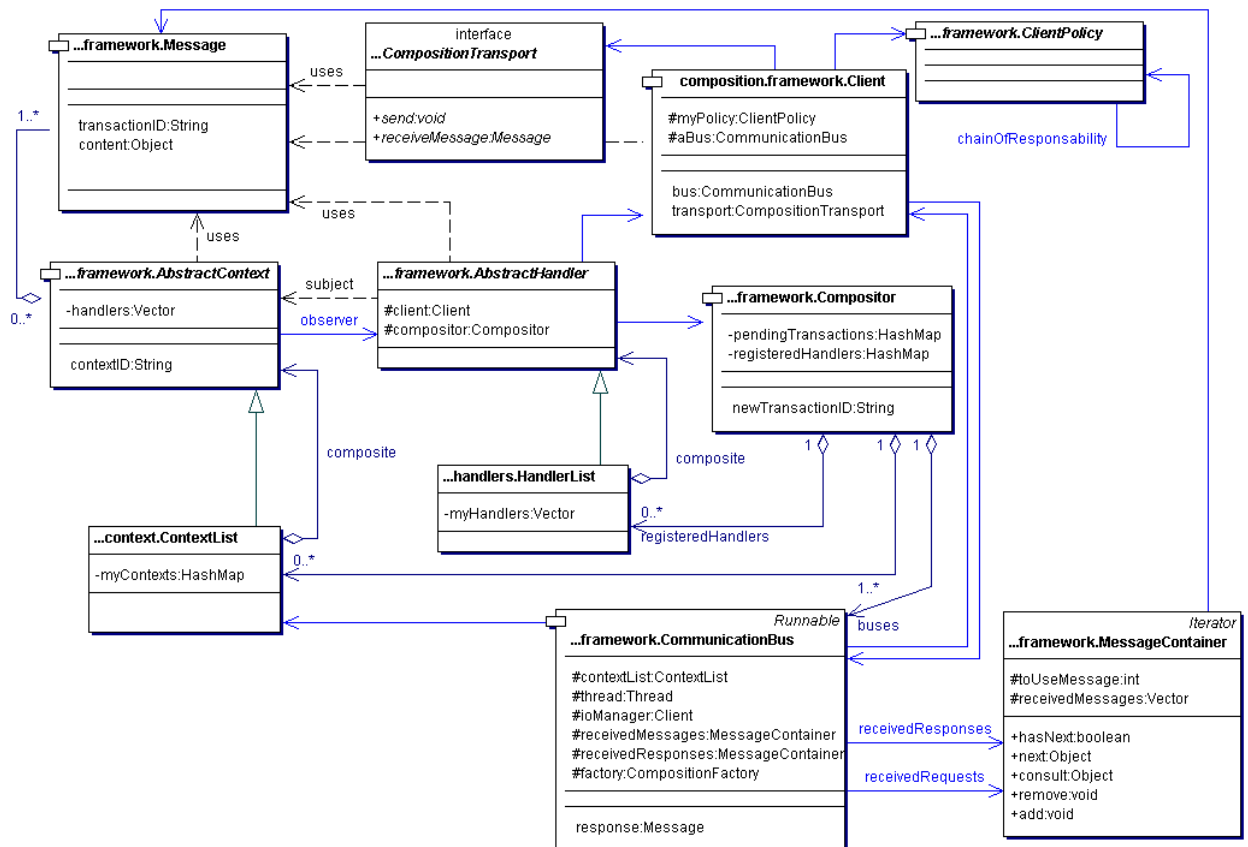 ...framework.Message
transactionID:String
content:Object
interface
...CompositionTransport
+send:void
+receiveMessage:Message
composition.framework.Client
#myPolicy:ClientPolicy
#aBus:CommunicationBus
bus:CommunicationBus
transport:CompositionTransport
...framework.ClientPolicy
chainOfResponsability
uses
1..*
0..*
uses
uses
...framework.AbstractContext
-handlers:Vector
contextID:String
subject
observer
...framework.AbstractHandler
#client:Client
#compositor:Compositor
...framework.Compositor
-pendingTransactions:HashMap
-registeredHandlers:HashMap
newTransactionID:String
1
1
1
composite
composite
...handlers.HandlerList
-myHandlers:Vector
0..*
registeredHandlers
...context.ContextList
-myContexts:HashMap
0..*
1..*
buses
Runnable
...framework.CommunicationBus
#contextList:ContextList
#thread:Thread
#ioManager:Client
#receivedMessages:MessageContainer
#receivedResponses:MessageContainer
#factory:CompositionFactory
response:Message
receivedResponses
receivedRequests
Iterator
...framework.MessageContainer
#toUseMessage:int
#receivedMessages:Vector
+hasNext:boolean
+next:Object
+consult:Object
+remove:void
+add:void